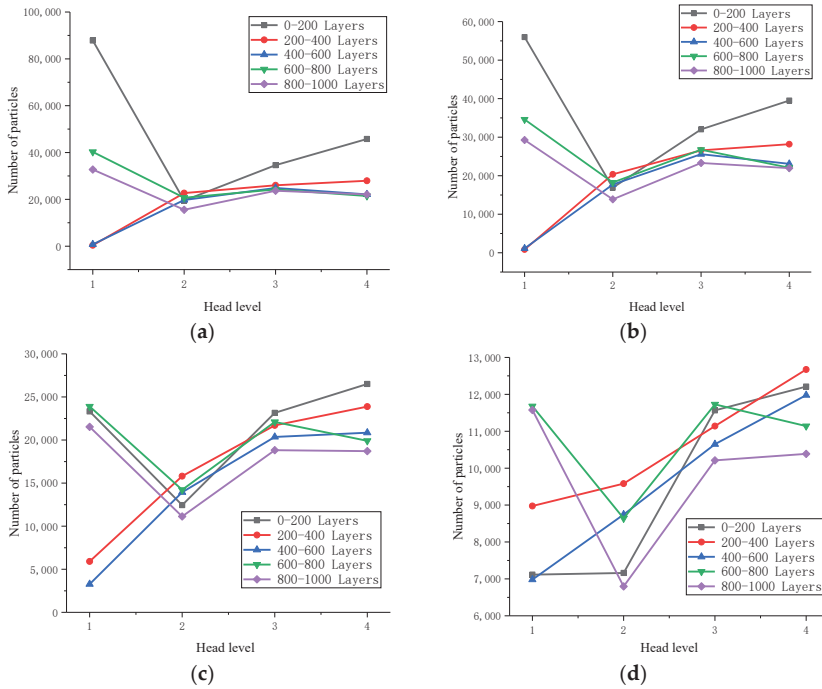 100,000
80,000
60,000
40,000
20,000
0
Number of particles
0-200 Layers
200-400 Layers
400-600 Layers
600-800 Layers
800-1000 Layers
1 2 3 4
Head level
(a)
60,000
50,000
40,000
30,000
20,000
10,000
0
Number of particles
0-200 Layers
200-400 Layers
400-600 Layers
600-800 Layers
800-1000 Layers
1 2 3 4
Head level
(b)
30,000
25,000
20,000
15,000
10,000
5,000
0
Number of particles
0-200 Layers
200-400 Layers
400-600 Layers
600-800 Layers
800-1000 Layers
1 2 3 4
Head level
(c)
13,000
12,000
11,000
10,000
9,000
8,000
7,000
6,000
Number of particles
0-200 Layers
200-400 Layers
400-600 Layers
600-800 Layers
800-1000 Layers
1 2 3 4
Head level
(d)